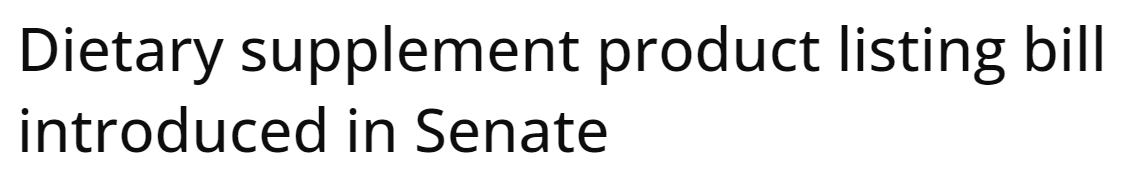 Dietary supplement product listing bill
introduced in Senate